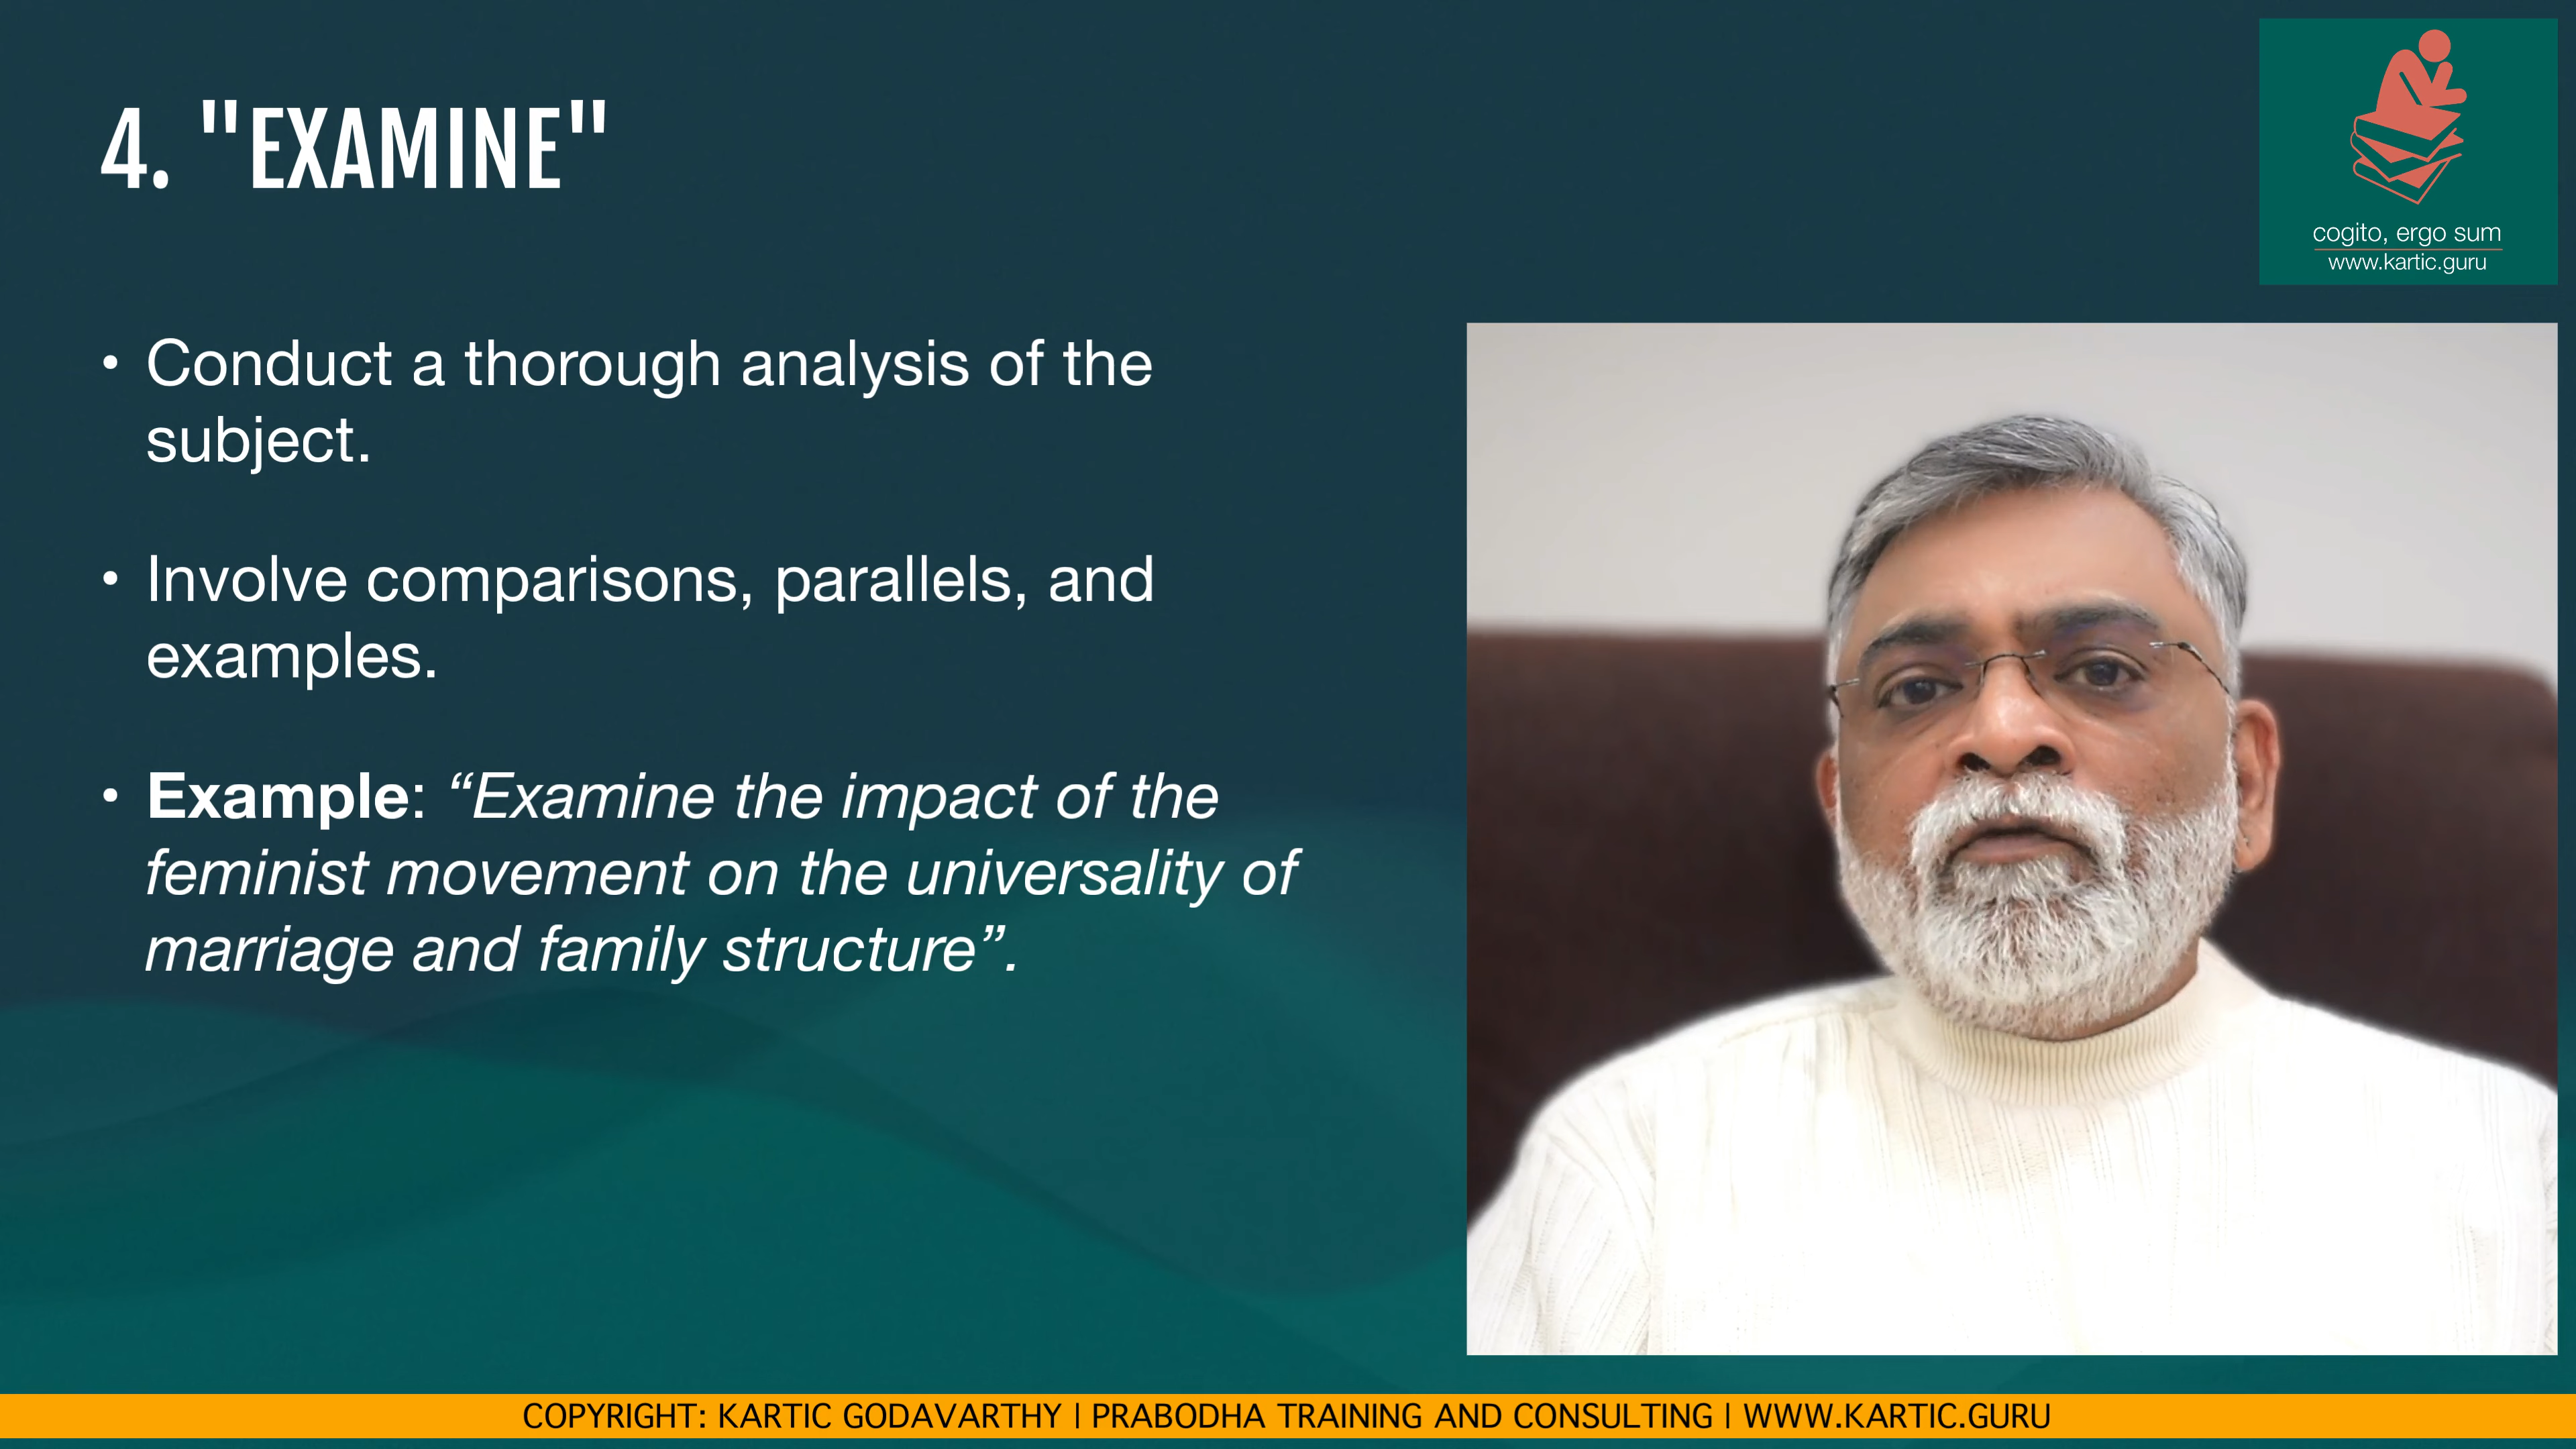 4. "EXAMINE"
cogito, ergo sum
www.kartic.guru
• Conduct a thorough analysis of the
subject.
• Involve comparisons, parallels, and
examples.
• Example: “Examine the impact of the
feminist movement on the universality of
marriage and family structure”.
COPYRIGHT: KARTIC GODAVARTHY | PRABODHA TRAINING AND CONSULTING | WWW.KARTIC.GURU